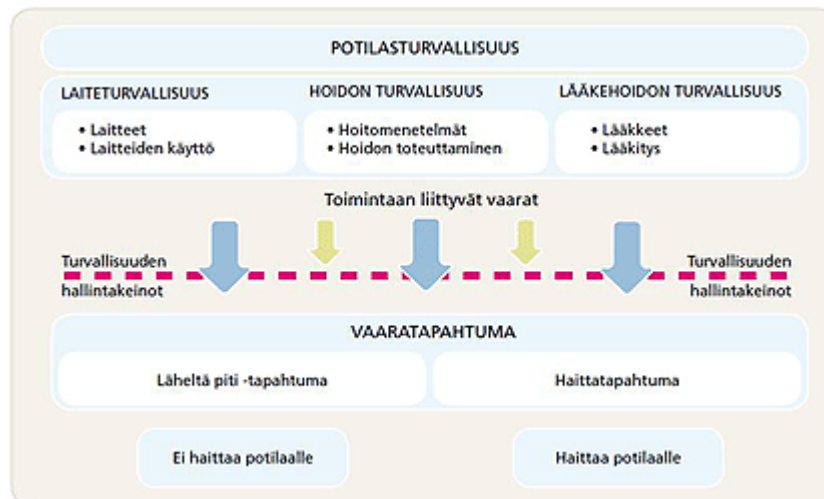 POTILASTURVALLISUUS
LAITETURVALLISUUS
• Laitteet
• Laitteiden käyttö
HOIDON TURVALLISUUS
• Hoitomenetelmät
• Hoidon toteuttaminen
LÄÄKEHOIDON TURVALLISUUS
• Lääkkeet
• Lääkitys
Toimintaan liittyvät vaarat
Turvallisuuden
hallintakeinot
Turvallisuuden
hallintakeinot
VAARATAPAHTUMA
Läheltä piti -tapahtuma
Haittatapahtuma
Ei haittaa potilaalle
Haittaa potilaalle